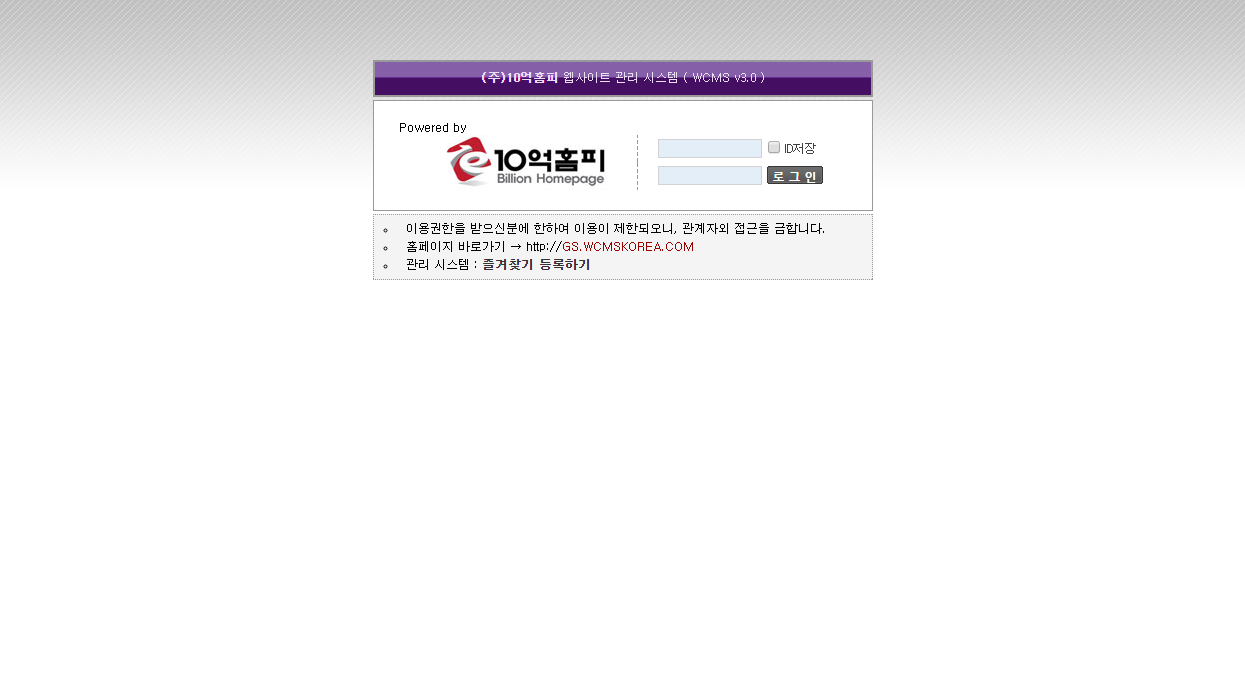 (주)10억홈피 웹사이트 관리 시스템 ( WCMS v3.0 )
Powered by
10억홈피
Billion Homepage
ID저장
로그인
이용권한을 받으신분에 한하여 이용이 제한되오니, 관계자외 접근을 금합니다.
홈페이지 바로가기 → http://GS.WCMSKOREA.COM
관리 시스템 : 즐겨찾기 등록하기